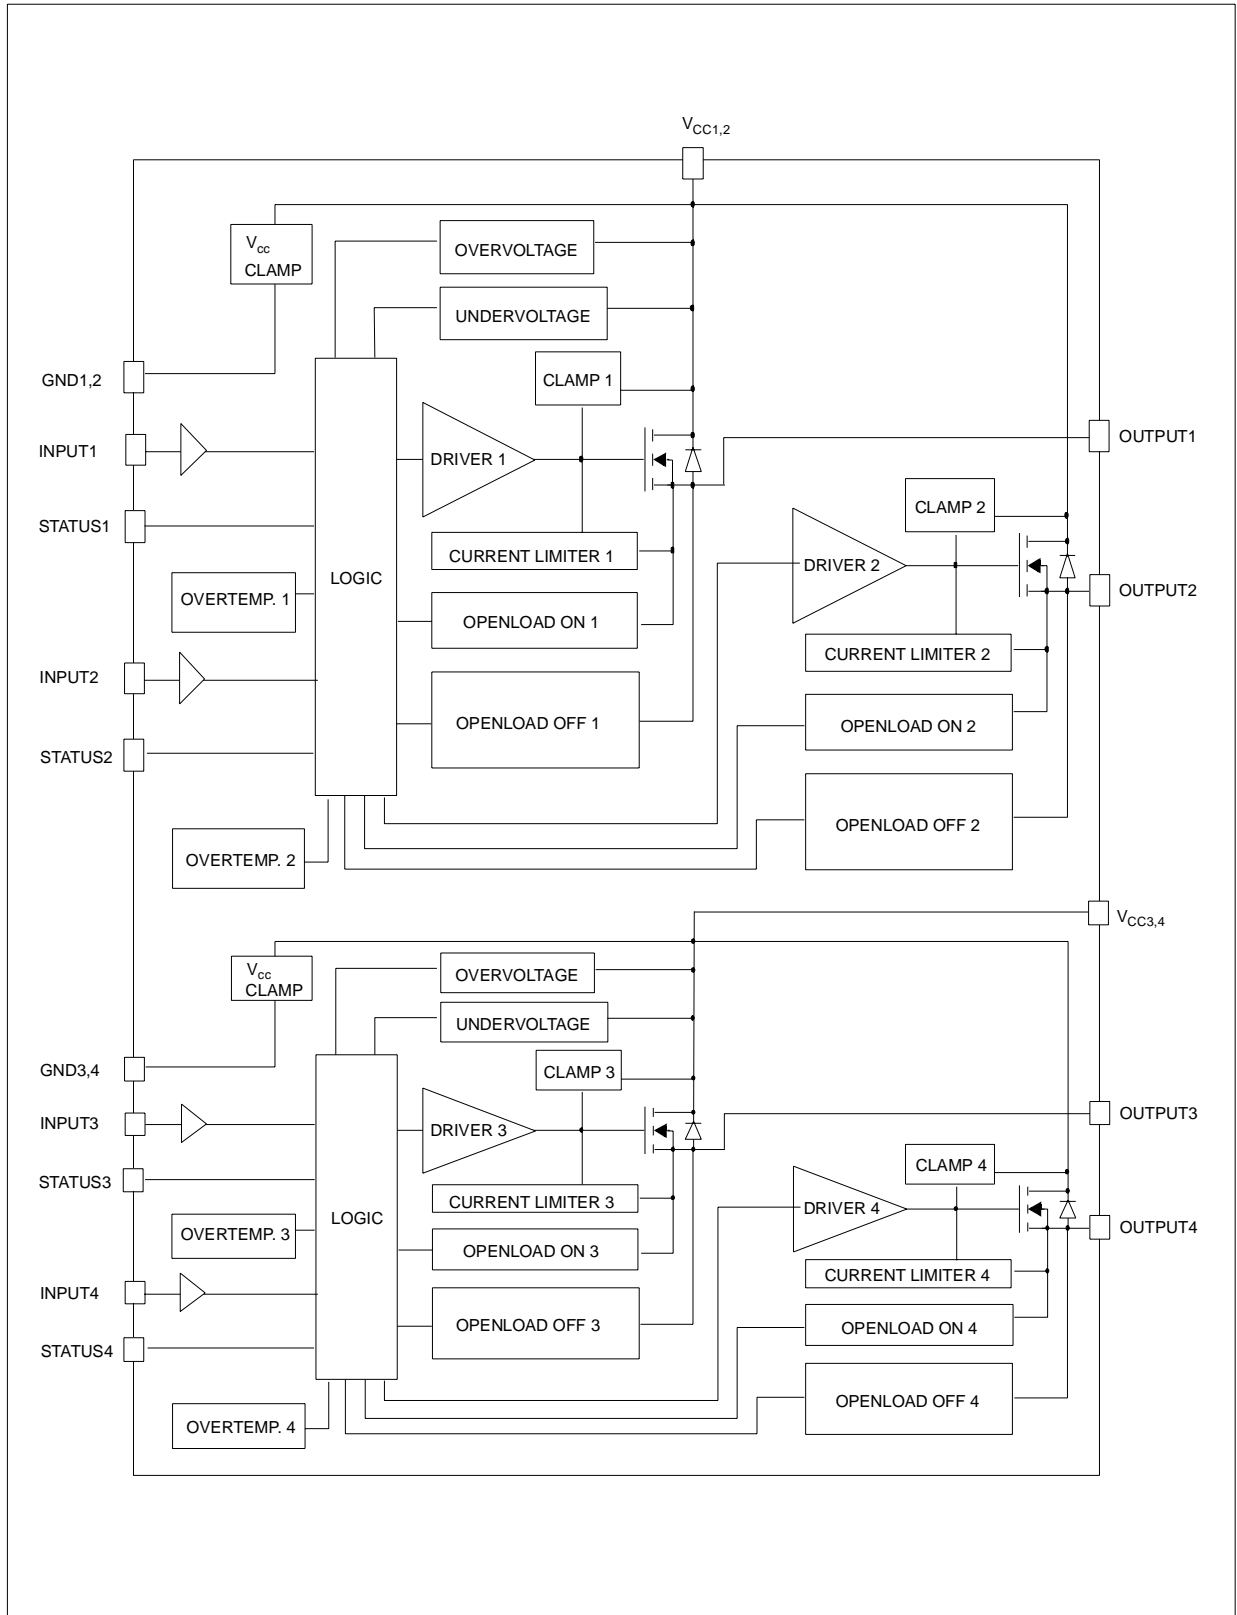 VCC1,2
Vcc
CLAMP
OVERVOLTAGE
UNDERVOLTAGE
GND1,2
CLAMP 1
INPUT1
OUTPUT1
DRIVER 1
CLAMP 2
STATUS1
CURRENT LIMITER 1
LOGIC
DRIVER 2
OUTPUT2
OVERTEMP. 1
OPENLOAD ON 1
INPUT2
CURRENT LIMITER 2
OPENLOAD OFF 1
OPENLOAD ON 2
STATUS2
OPENLOAD OFF 2
OVERTEMP. 2
VCC3,4
Vcc
CLAMP
OVERVOLTAGE
UNDERVOLTAGE
GND3,4
CLAMP 3
INPUT3
OUTPUT3
DRIVER 3
CLAMP 4
STATUS3
CURRENT LIMITER 3
LOGIC
DRIVER 4
OUTPUT4
OVERTEMP. 3
OPENLOAD ON 3
INPUT4
CURRENT LIMITER 4
OPENLOAD OFF 3
OPENLOAD ON 4
STATUS4
OPENLOAD OFF 4
OVERTEMP. 4